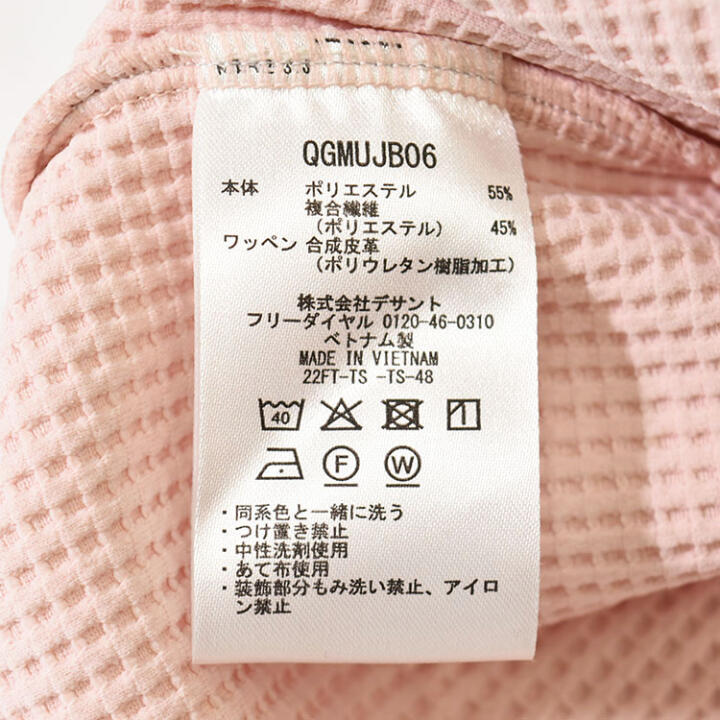 QGMUJB06
本体 ポリエステル 55%
複合繊維
(ポリエステル) 45%
ワッペン 合成皮革
(ポリウレタン樹脂加工)
株式会社デサント
フリーダイヤル 0120-46-0310
ベトナム製
MADE IN VIETNAM
22FT-TS -TS-48
40
F W
・同系色と一緒に洗う
・つけ置き禁止
・中性洗剤使用
・あて布使用
・装飾部分もみ洗い禁止、アイロ
ン禁止